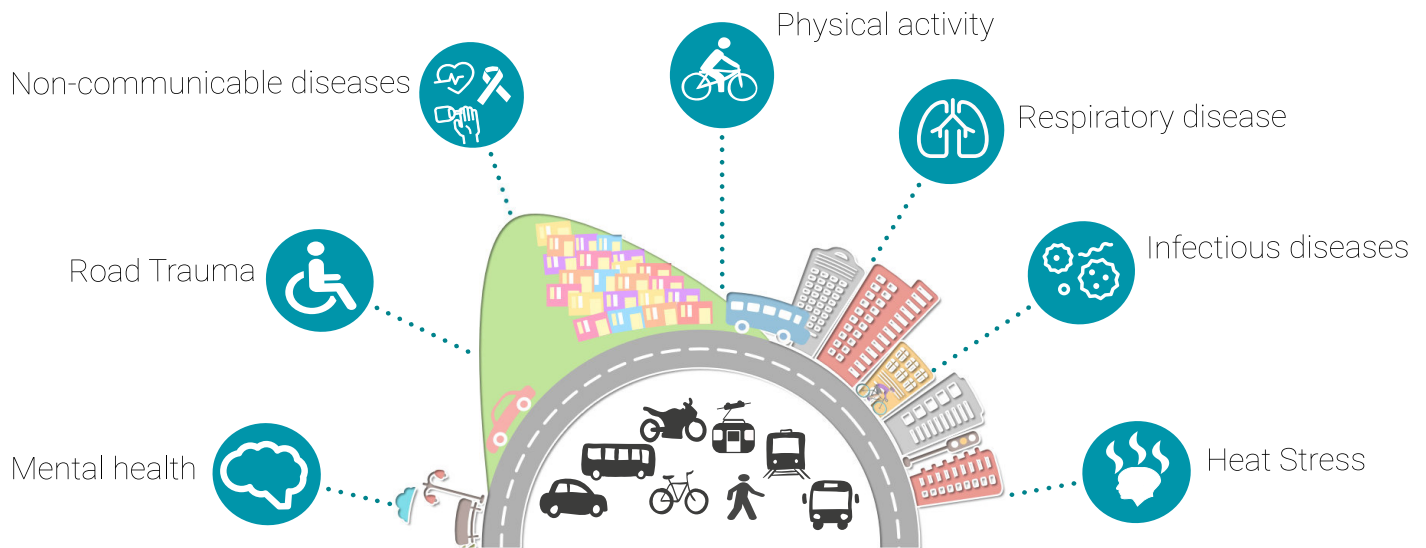 Physical activity
Non-communicable diseases
Respiratory disease
Infectious diseases
Road Trauma
Mental health
Heat Stress